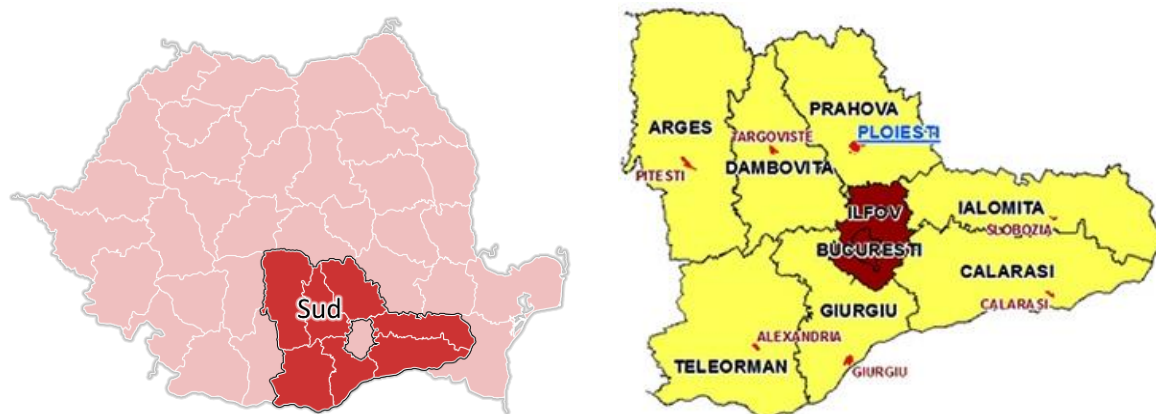 Sud
PRAHOVA
PLOIESTI
ARGES
TARGOVISTE
PITESTI
DAMBOVITA
ILFOV
IALOMITA
SLOBOZIA
BUCURESTI
CALARASI
CALARASI
GIURGIU
ALEXANDRIA
TELEORMAN
GIURGIU